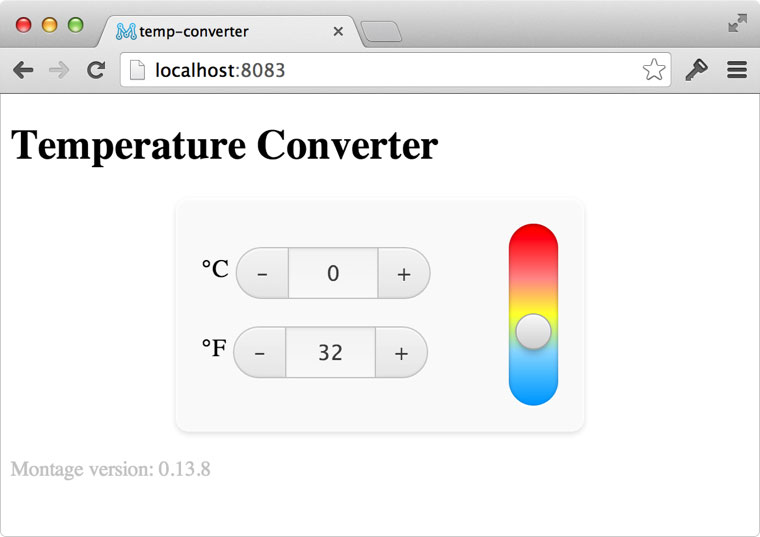 temp-converter
localhost:8083
Temperature Converter
°C - 0 +
°F - 32 +
Montage version: 0.13.8